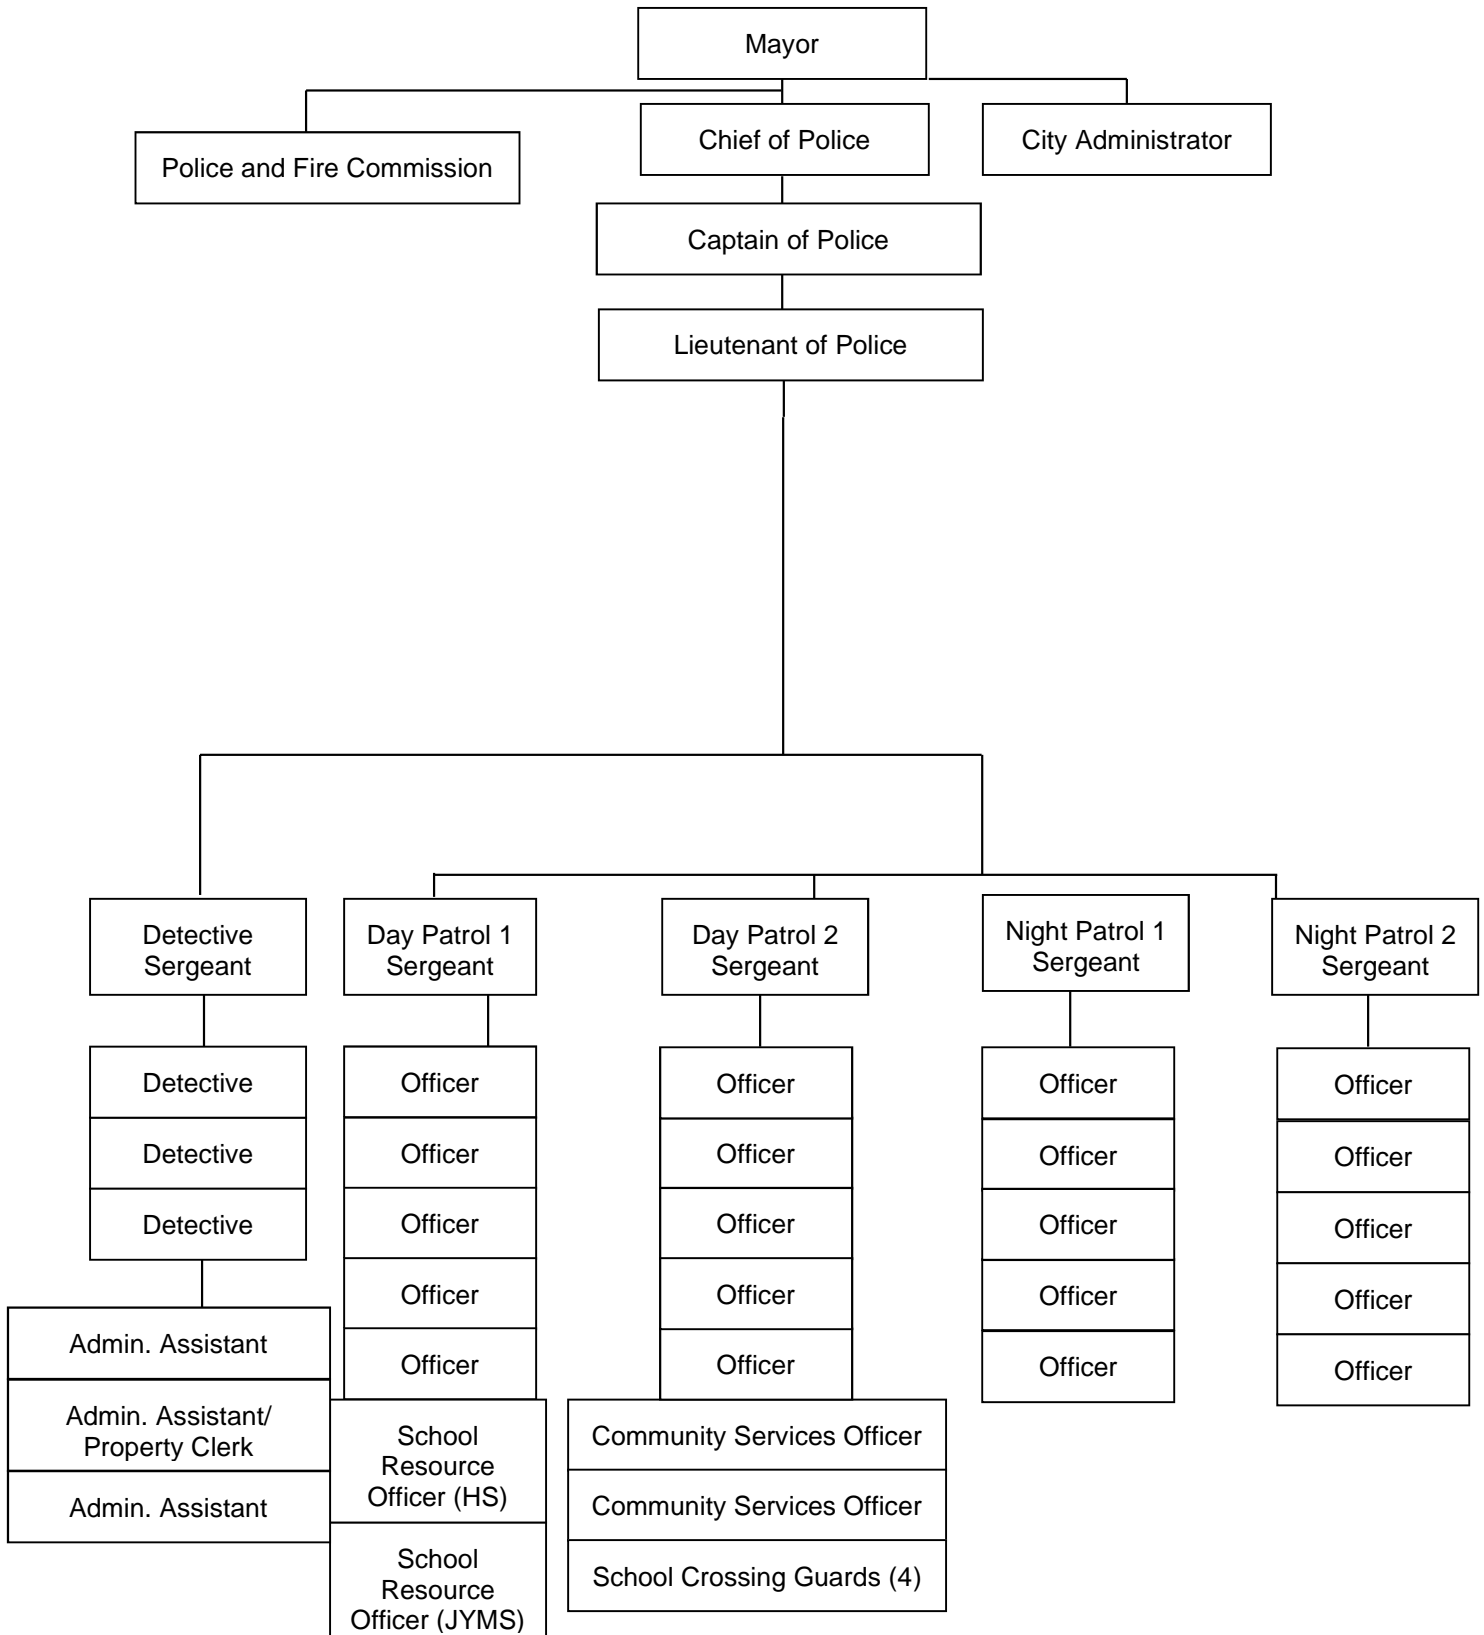 Mayor
Police and Fire Commission
Chief of Police
City Administrator
Captain of Police
Lieutenant of Police
Detective
Sergeant
Day Patrol 1
Sergeant
Day Patrol 2
Sergeant
Night Patrol 1
Sergeant
Night Patrol 2
Sergeant
Detective
Detective
Detective
Admin. Assistant
Admin. Assistant/
Property Clerk
Admin. Assistant
Officer
Officer
Officer
Officer
Officer
School
Resource
Officer (HS)
School
Resource
Officer (JYMS)
Officer
Officer
Officer
Officer
Officer
Community Services Officer
Community Services Officer
School Crossing Guards (4)
Officer
Officer
Officer
Officer
Officer
Officer
Officer
Officer
Officer
Officer